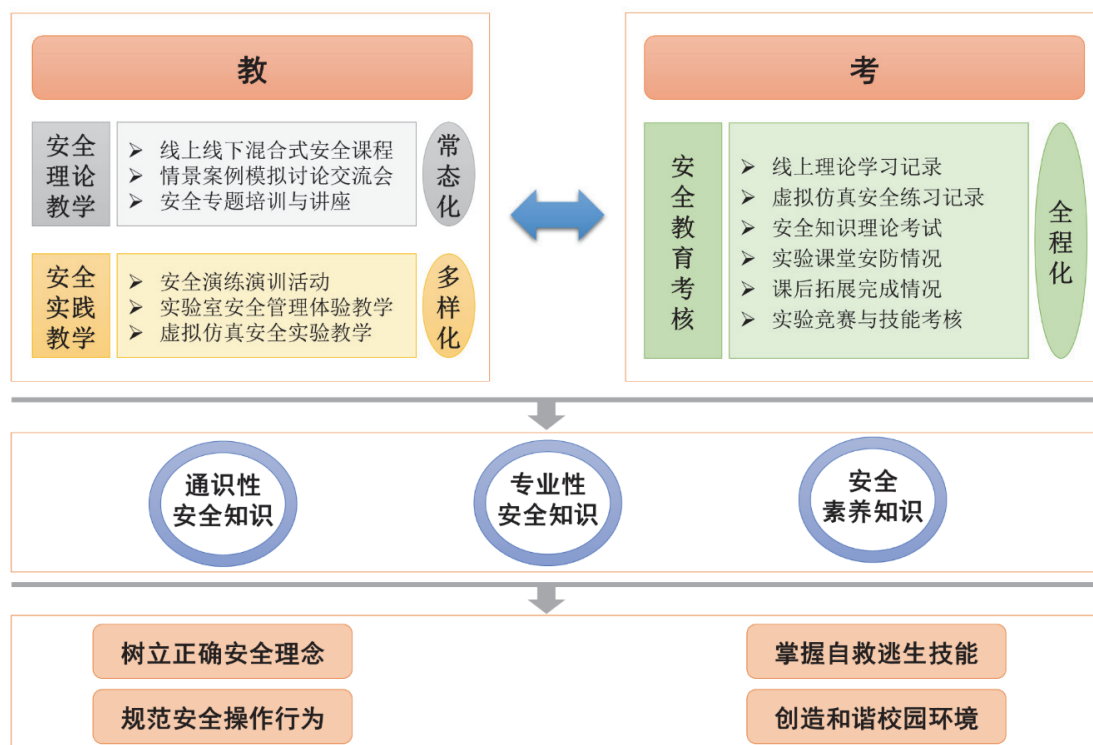 教
安全
理论
教学
线上线下混合式安全课程
情景案例模拟讨论交流会
安全专题培训与讲座
常态化
安全
实践
教学
安全演练演训活动
实验室安全管理体验教学
虚拟仿真安全实验教学
多样化
考
安全教育考核
线上理论学习记录
虚拟仿真安全练习记录
安全知识理论考试
实验课堂安防情况
课后拓展完成情况
实验竞赛与技能考核
全程化
通识性
安全知识
专业性
安全知识
安全
素养知识
树立正确安全理念
掌握自救逃生技能
规范安全操作行为
创造和谐校园环境